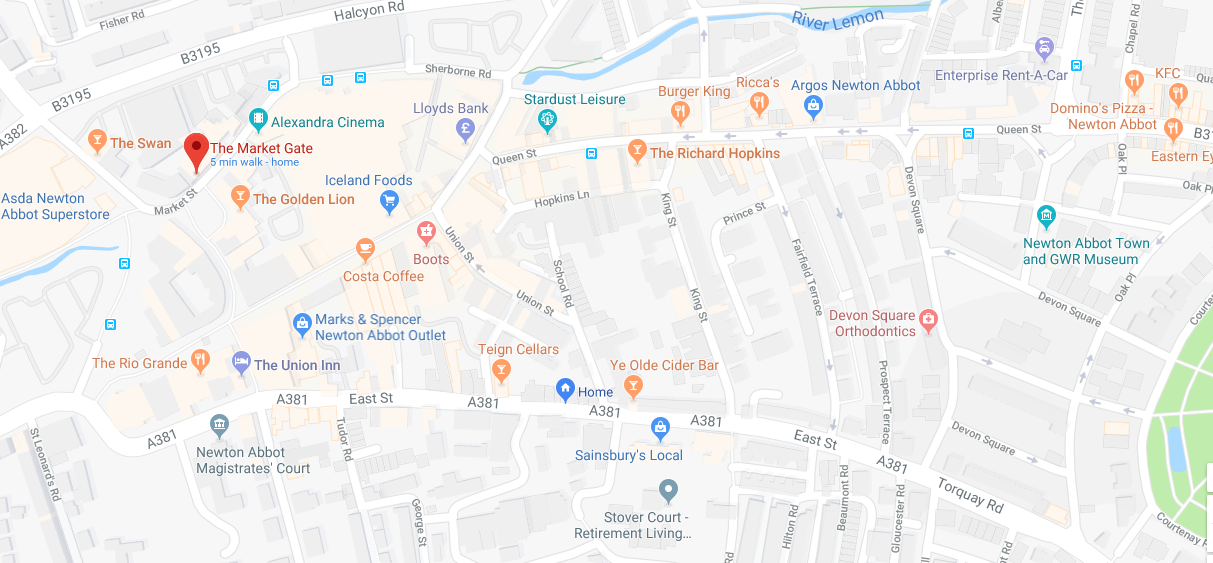 Fisher Rd
Halcyon Rd
River Lemon
Chapel Rd
B3195
Sherborne Rd
Enterprise Rent-A-Car
KFC
B3195
Lloyds Bank
Stardust Leisure
Burger King
Ricca's
Argos Newton Abbot
Domino's Pizza -
Newton Abbot
A382
The Swan
Alexandra Cinema
The Market Gate
5 min walk - home
Queen St
Queen St
The Richard Hopkins
Oak Pl
Iceland Foods
Asda Newton
Abbot Superstore
Market St
The Golden Lion
Hopkins Ln
King St
Prince St
Devon Square
Oak Pl
Boots
Union St
Costa Coffee
School Rd
Fairfield Terrace
Newton Abbot Town
and GWR Museum
Oak Pl
Union St
King St
Devon Square
Marks & Spencer
Newton Abbot Outlet
Devon Square
Orthodontics
The Rio Grande
The Union Inn
Teign Cellars
Ye Olde Cider Bar
Prospect Terrace
Home
A381
East St
A381
A381
A381
East St
A381
St Leonard's Rd
Tudor Rd
Newton Abbot
Magistrates' Court
Sainsbury's Local
Devon Square
A381
Torquay Rd
George St
Stover Court -
Retirement Living...
Hilton Rd
Beaumont Rd
Gloucester Rd